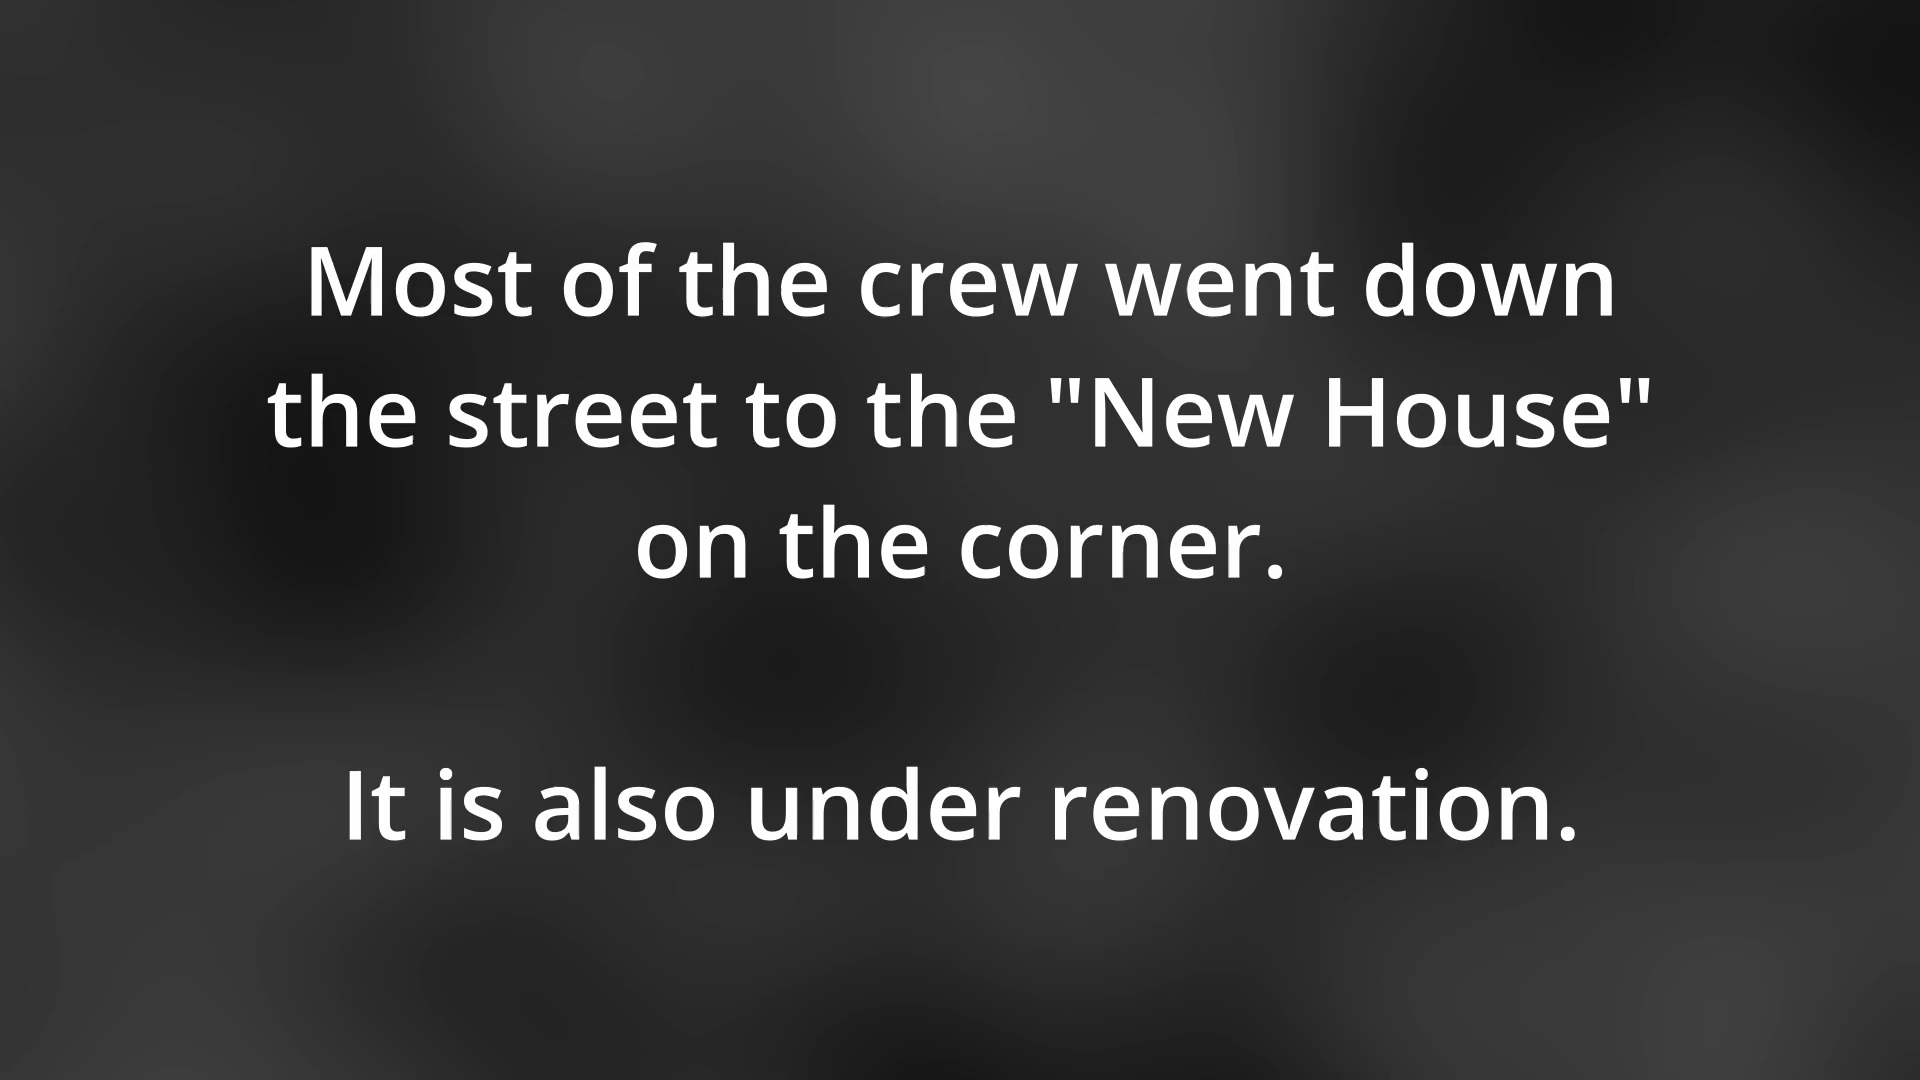 Most of the crew went down
the street to the "New House"
on the corner.
It is also under renovation.